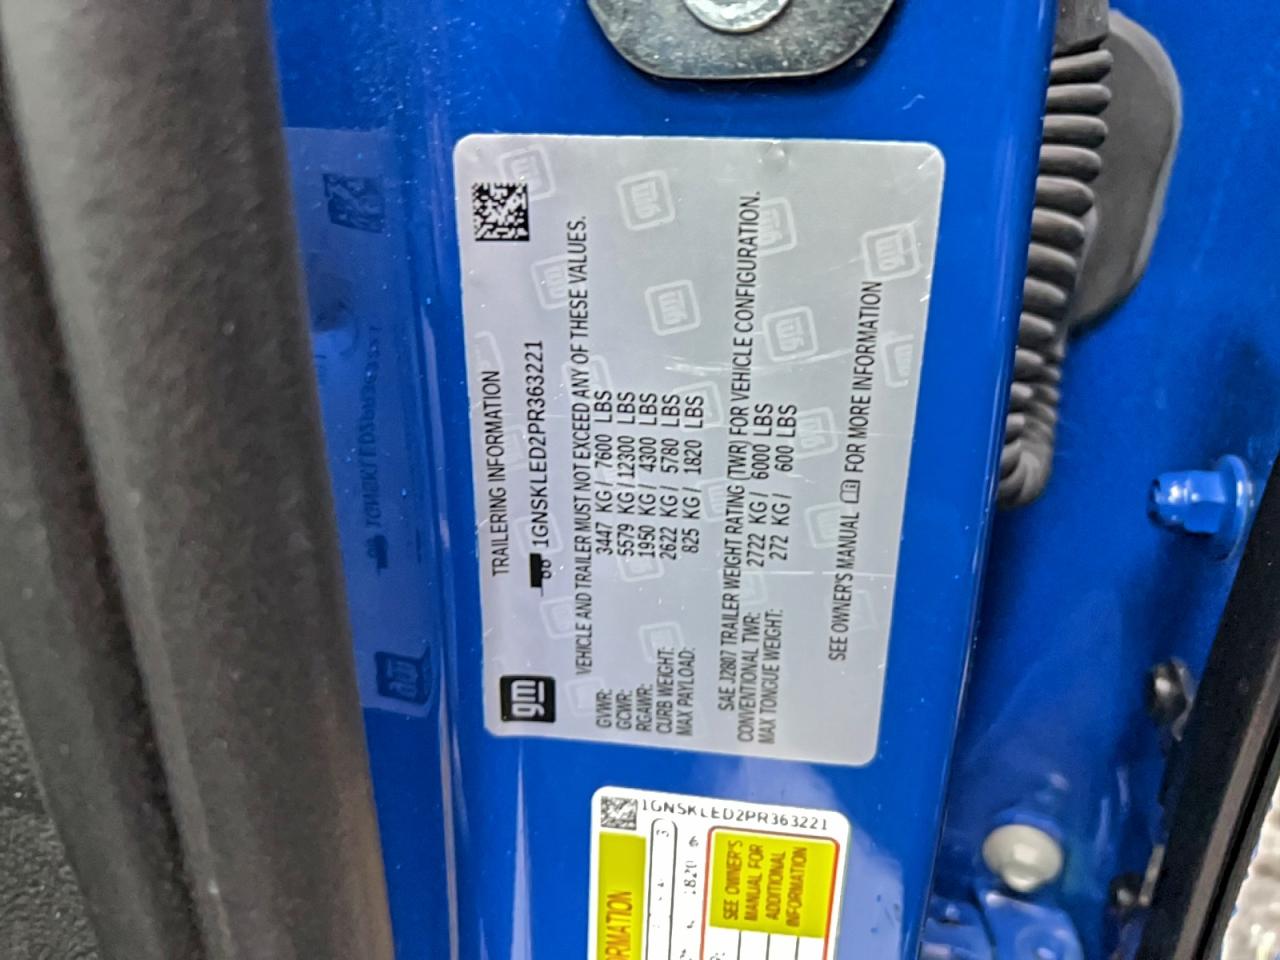 gm
TRAILERING INFORMATION
1GNSKLED2PR363221
VEHICLE AND TRAILER MUST NOT EXCEED ANY OF THESE VALUES.
GVWR: 3447 KG / 7600 LBS
GCWR: 5579 KG / 12300 LBS
RGAWR: 1950 KG / 4300 LBS
CURB WEIGHT: 2622 KG / 5780 LBS
MAX PAYLOAD: 825 KG / 1820 LBS
SAE J2807 TRAILER WEIGHT RATING (TWR) FOR VEHICLE CONFIGURATION.
CONVENTIONAL TWR: 2722 KG / 6000 LBS
MAX TONGUE WEIGHT: 272 KG / 600 LBS
SEE OWNER'S MANUAL FOR MORE INFORMATION
1GNSKLED2PR363221
3
1820
SEE OWNER'S
MANUAL FOR
ADDITIONAL
INFORMATION